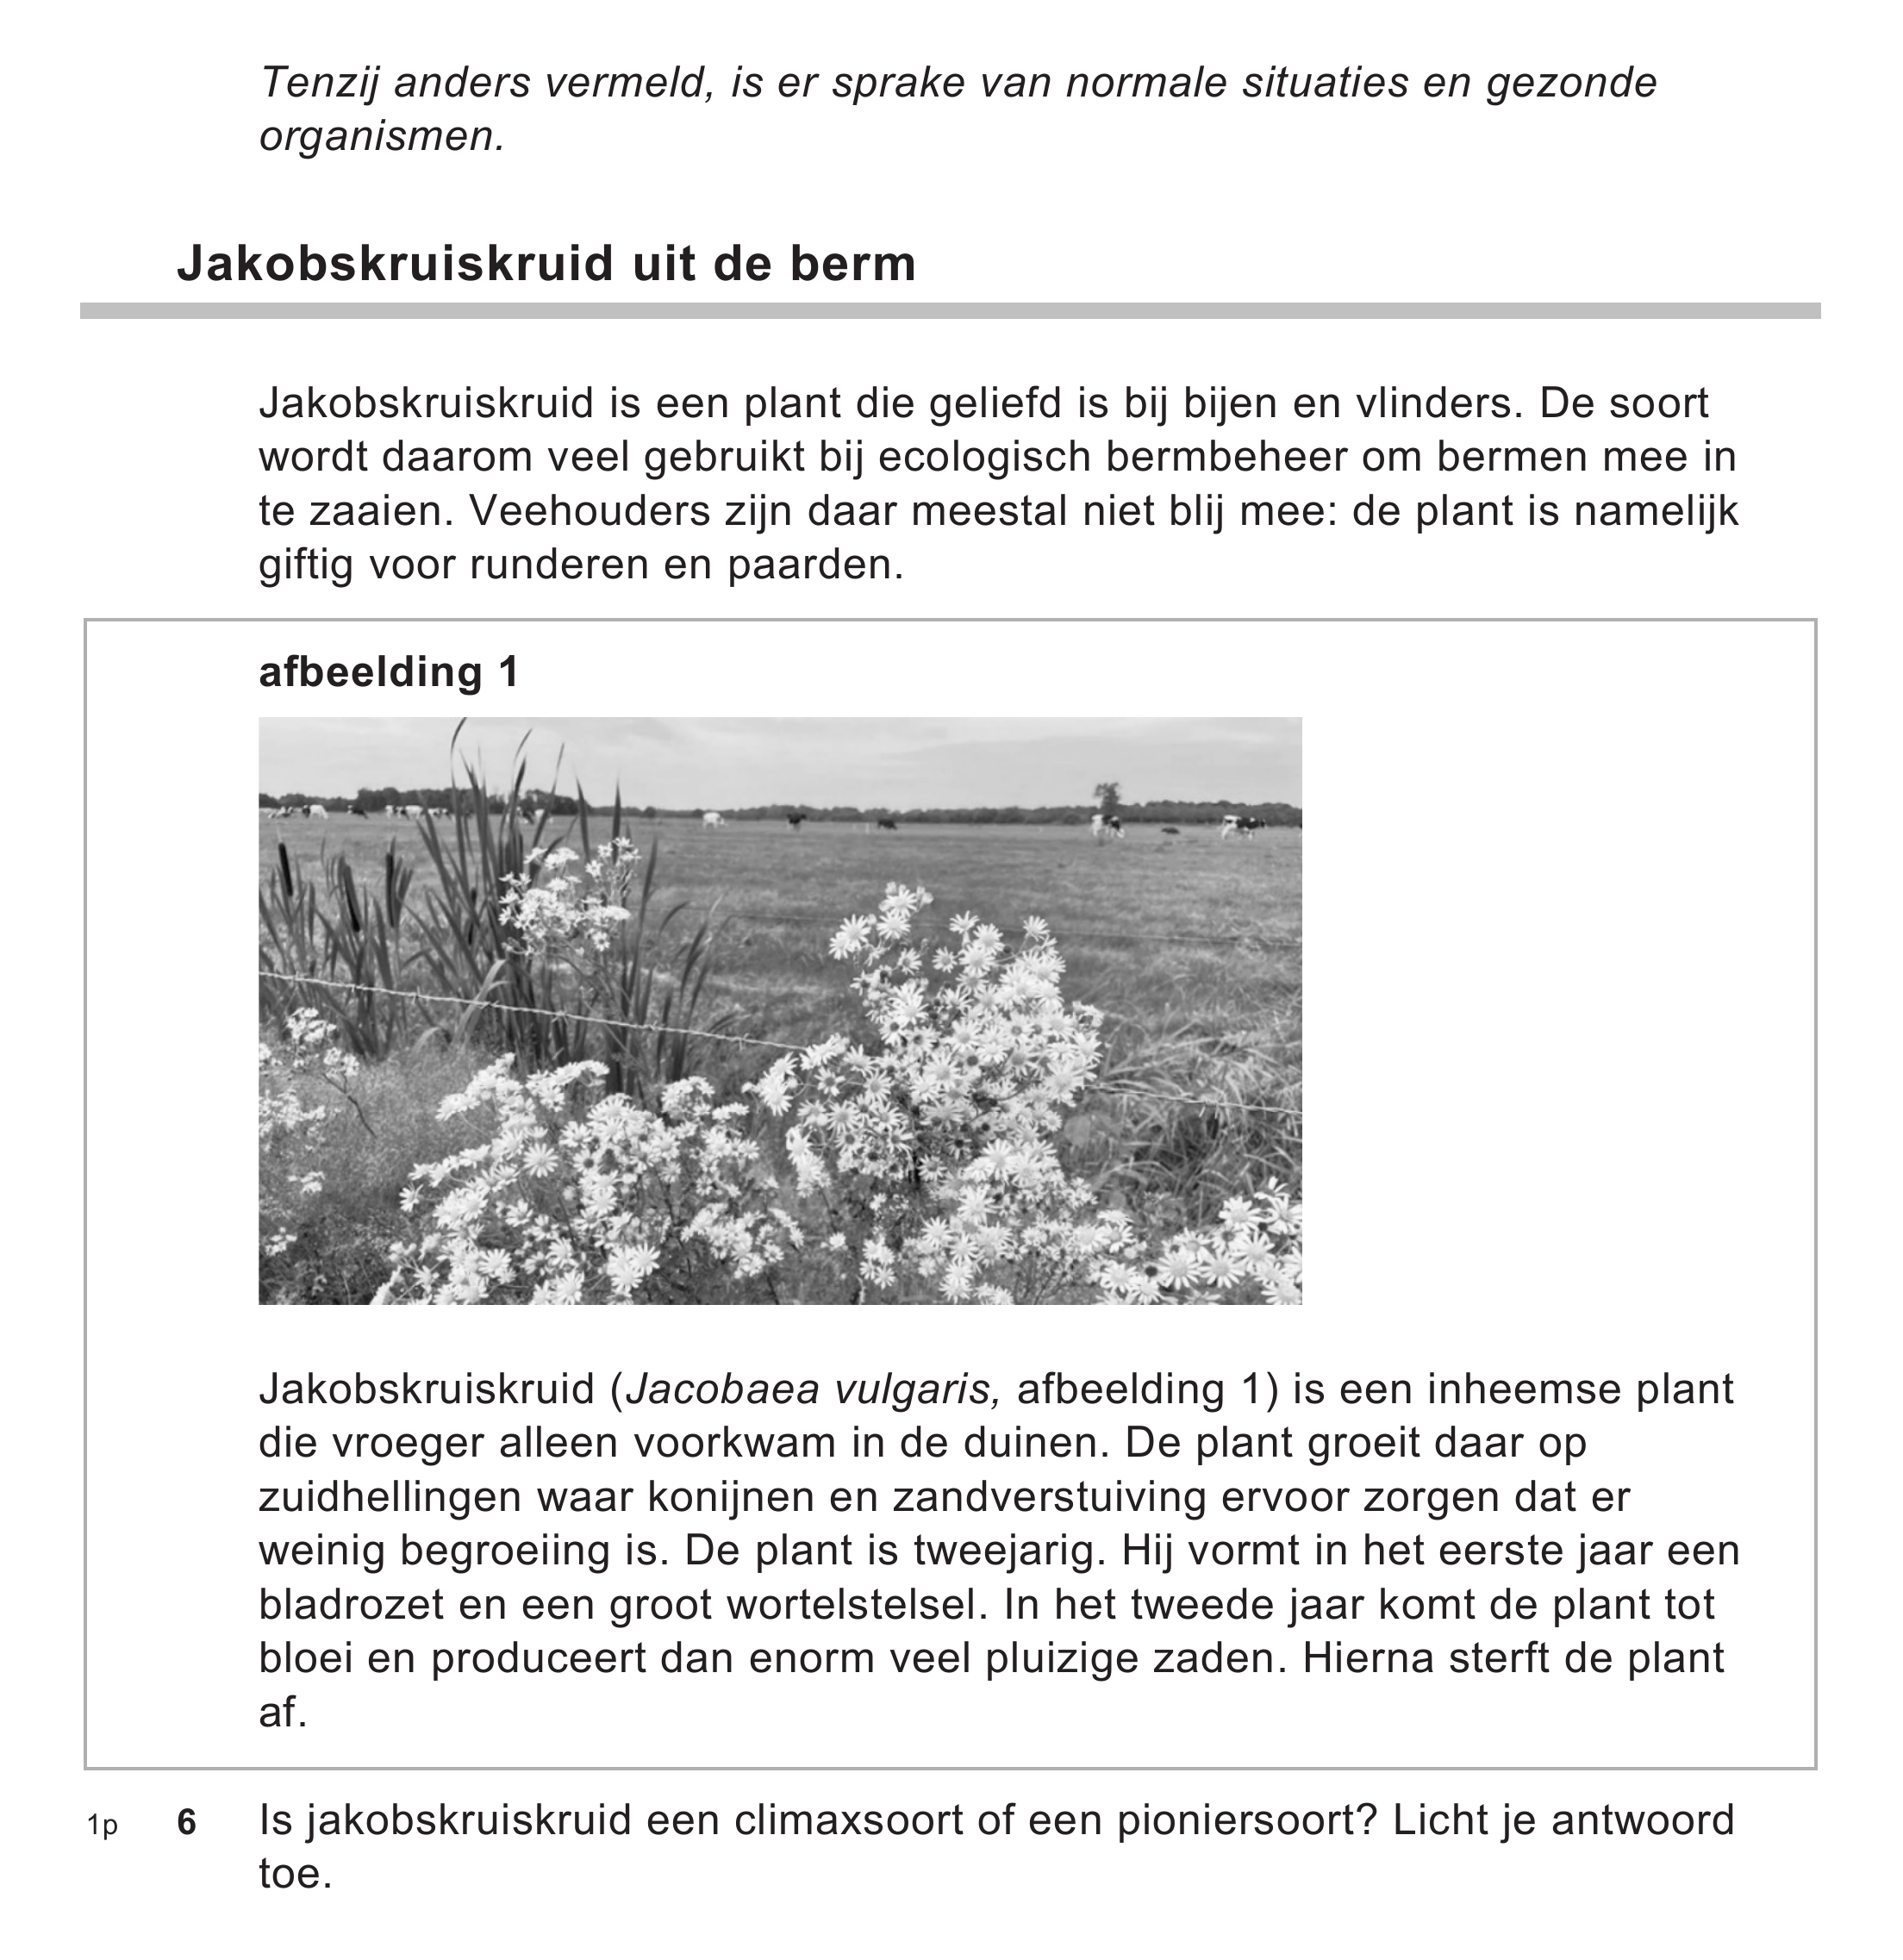 Tenzij anders vermeld, is er sprake van normale situaties en gezonde
organismen.
Jakobskruiskruid uit de berm
Jakobskruiskruid is een plant die geliefd is bij bijen en vlinders. De soort
wordt daarom veel gebruikt bij ecologisch bermbeheer om bermen mee in
te zaaien. Veehouders zijn daar meestal niet blij mee: de plant is namelijk
giftig voor runderen en paarden.
afbeelding 1
Jakobskruiskruid (Jacobaea vulgaris, afbeelding 1) is een inheemse plant
die vroeger alleen voorkwam in de duinen. De plant groeit daar op
zuidhellingen waar konijnen en zandverstuiving ervoor zorgen dat er
weinig begroeiing is. De plant is tweejarig. Hij vormt in het eerste jaar een
bladrozet en een groot wortelstelsel. In het tweede jaar komt de plant tot
bloei en produceert dan enorm veel pluizige zaden. Hierna sterft de plant
af.
1p 6 Is jakobskruiskruid een climaxsoort of een pioniersoort? Licht je antwoord
toe.